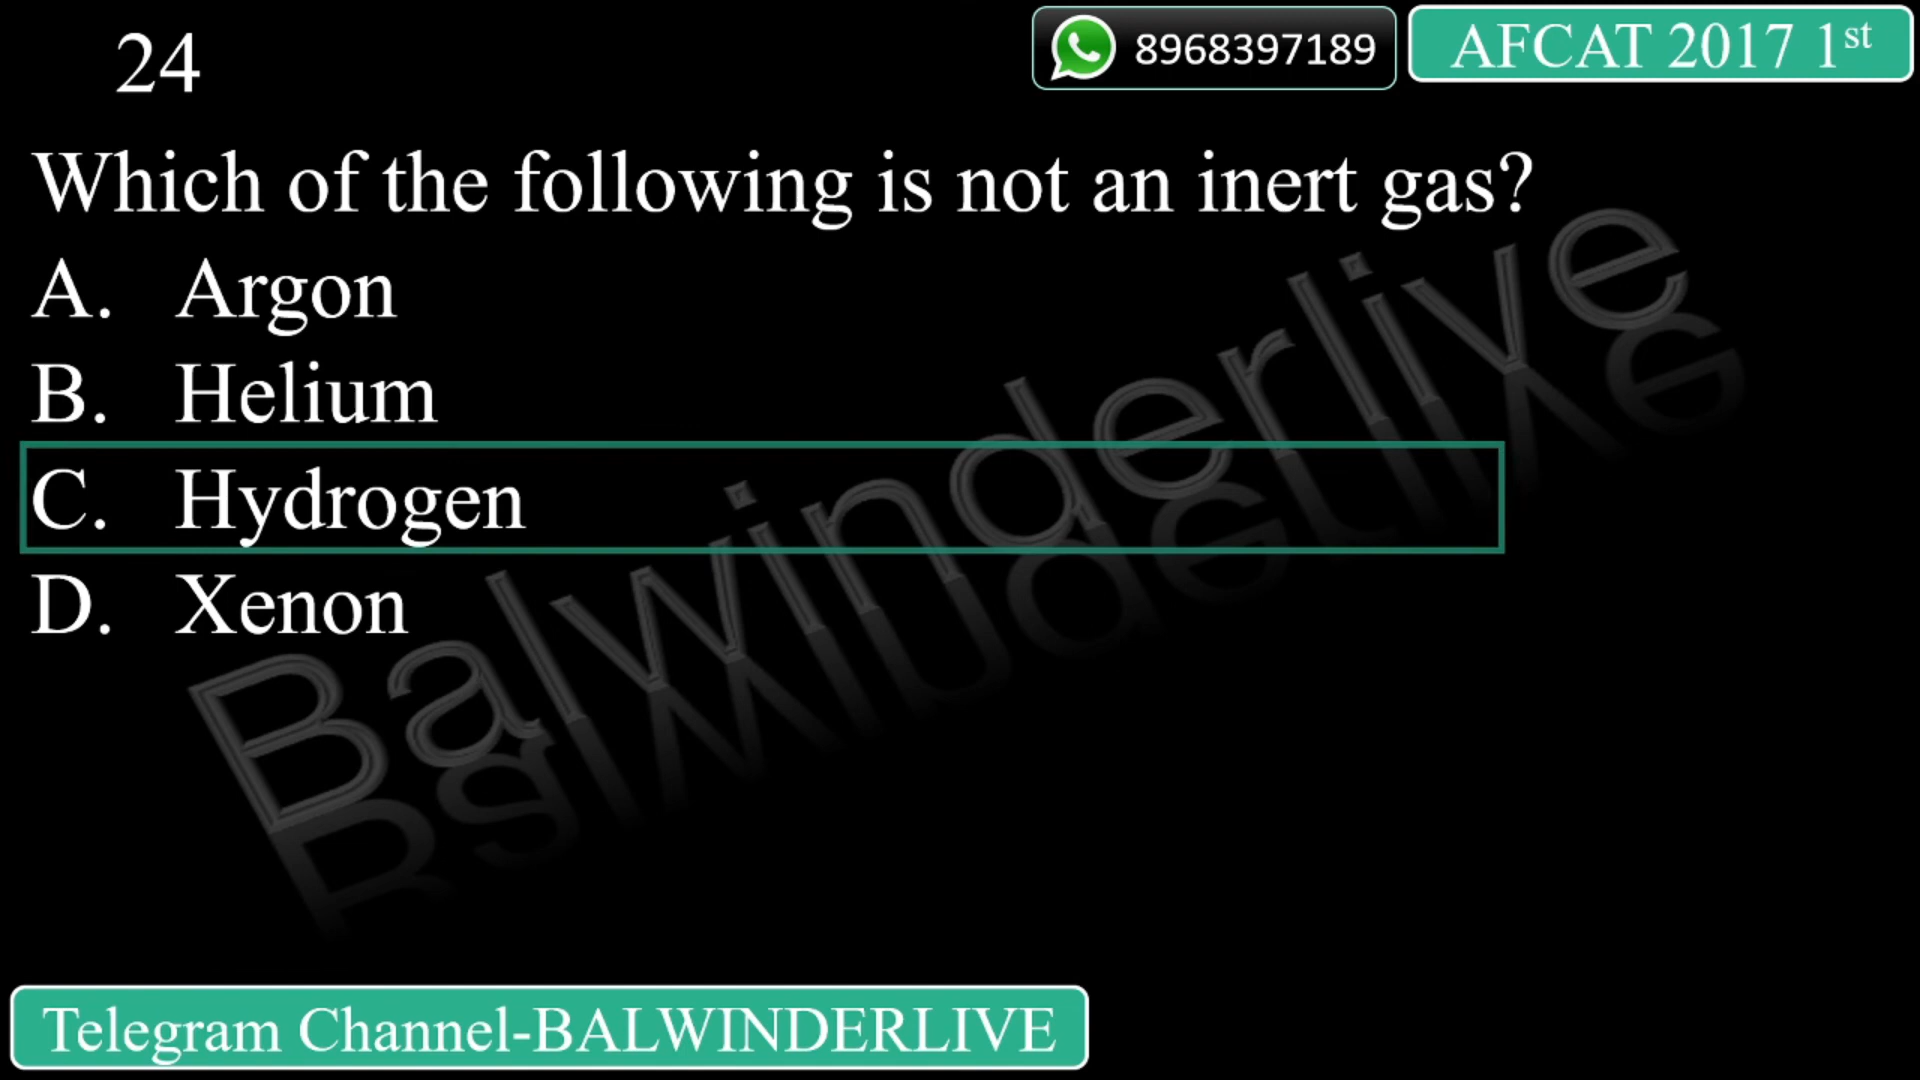 24
8968397189
AFCAT 2017 1st
Which of the following is not an inert gas?
A. Argon
B. Helium
C. Hydrogen
D. Xenon
Balwinderlive
Telegram Channel-BALWINDERLIVE